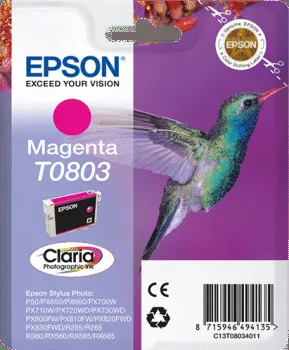 EPSON
EPSON
EXCEED YOUR VISION
Magenta
T0803
EPSON
Claria
Photographic Ink
Epson Stylus Photo:
P50/PX650/PX660/PX700W
PX710W/PX720WD/PX730WD
PX800FW/PX810FW/PX820FWD
PX830FWD/R265/R285
R360/RX560/RX585/RX685
CE
8 715946 494135 >
C13T08034011